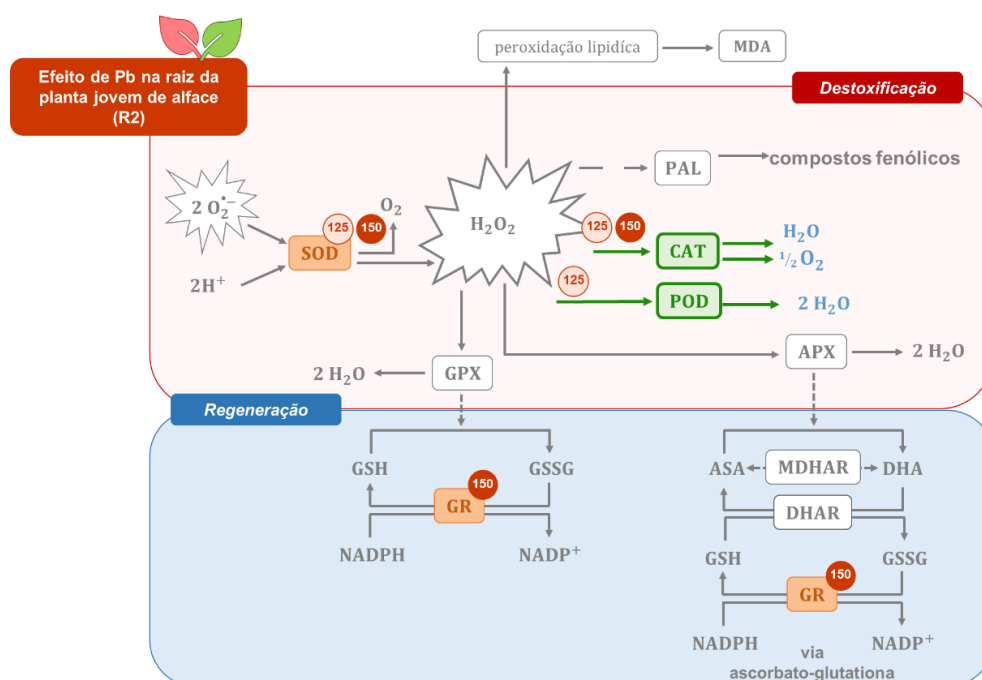 peroxidação lipidíca
MDA
Efeito de Pb na raiz da
planta jovem de alface
(R2)
Destoxificação
PAL
compostos fenólicos
2 O₂•−
O₂
H₂O₂
125
150
125
150
SOD
CAT
H₂O
½ O₂
2H⁺
125
POD
2 H₂O
2 H₂O
GPX
APX
2 H₂O
Regeneração
GSH
GSSG
ASA
MDHAR
DHA
150
GR
DHAR
NADPH
NADP⁺
GSH
GSSG
150
GR
NADPH
NADP⁺
via
ascorbato-glutationa